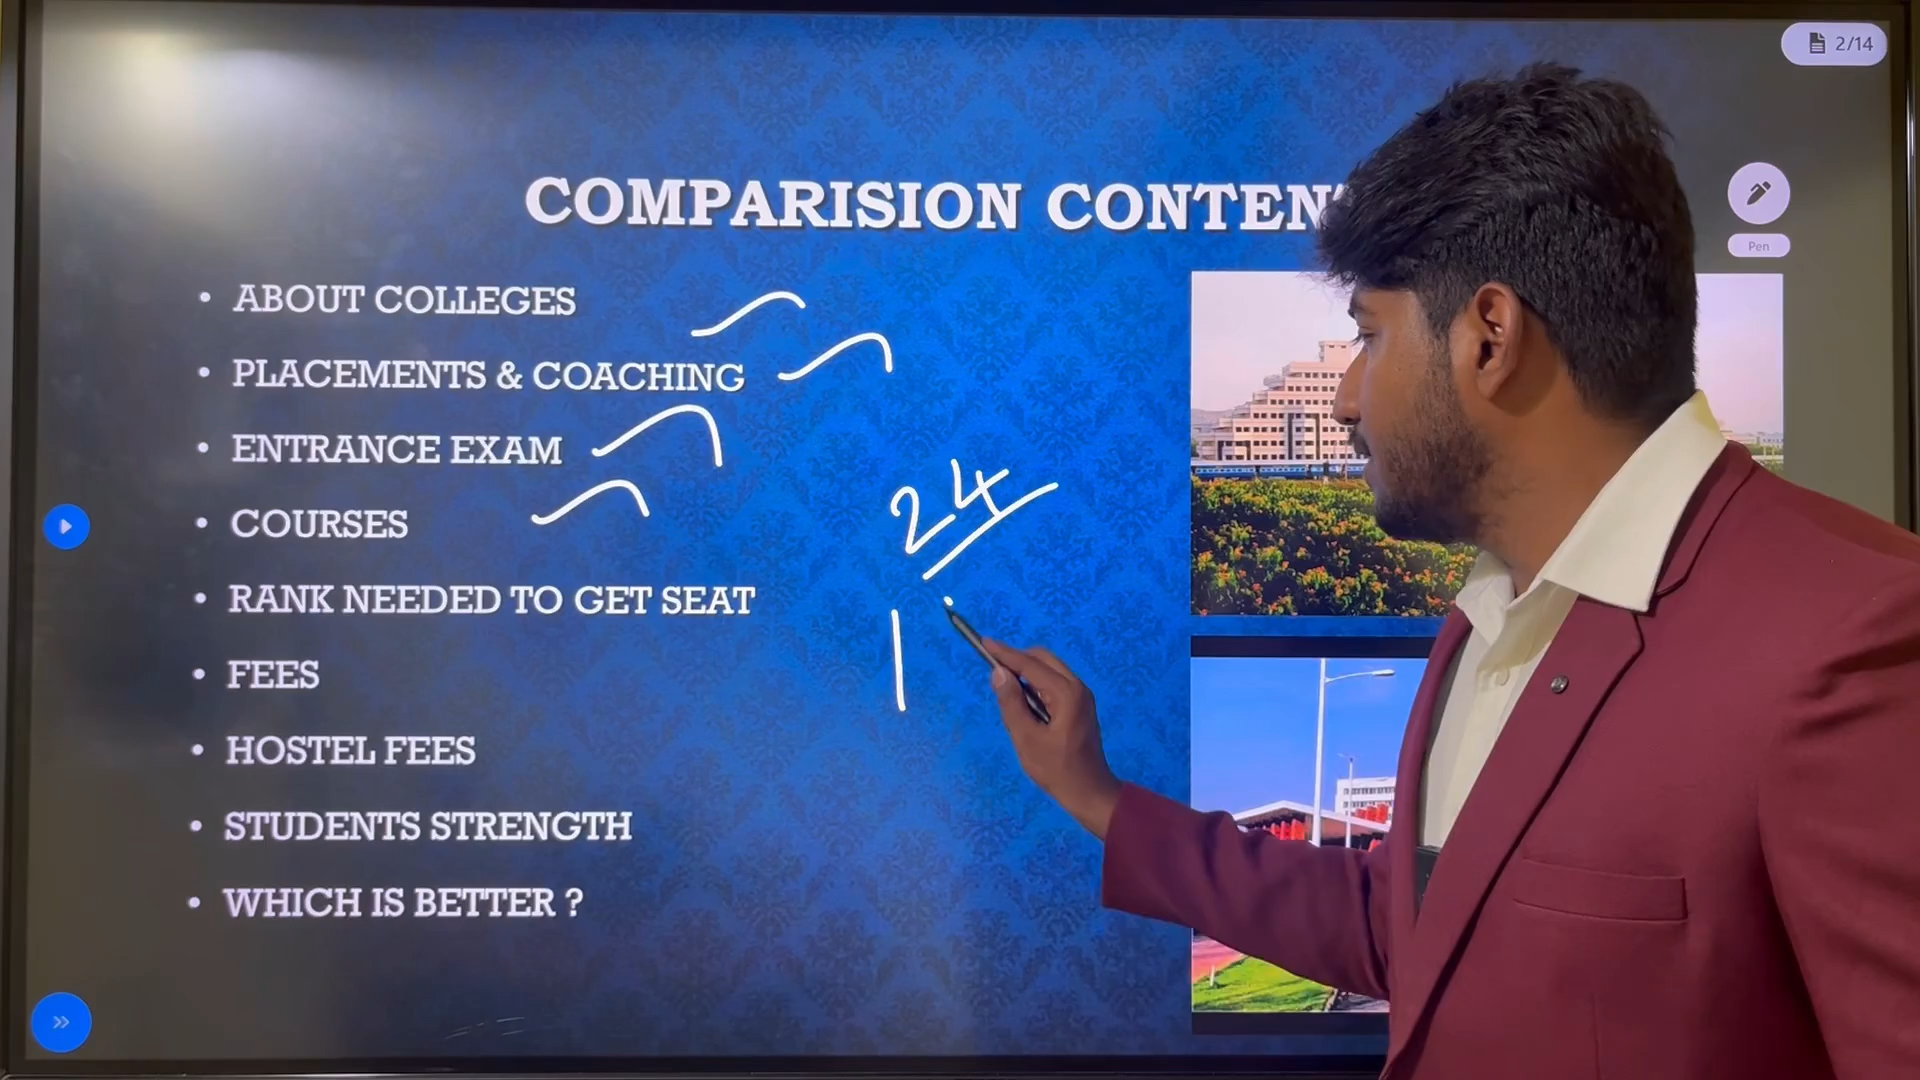 2/14
COMPARISION CONTEN
Pen
• ABOUT COLLEGES
• PLACEMENTS & COACHING
• ENTRANCE EXAM
• COURSES
24
• RANK NEEDED TO GET SEAT
1
• FEES
• HOSTEL FEES
• STUDENTS STRENGTH
• WHICH IS BETTER ?